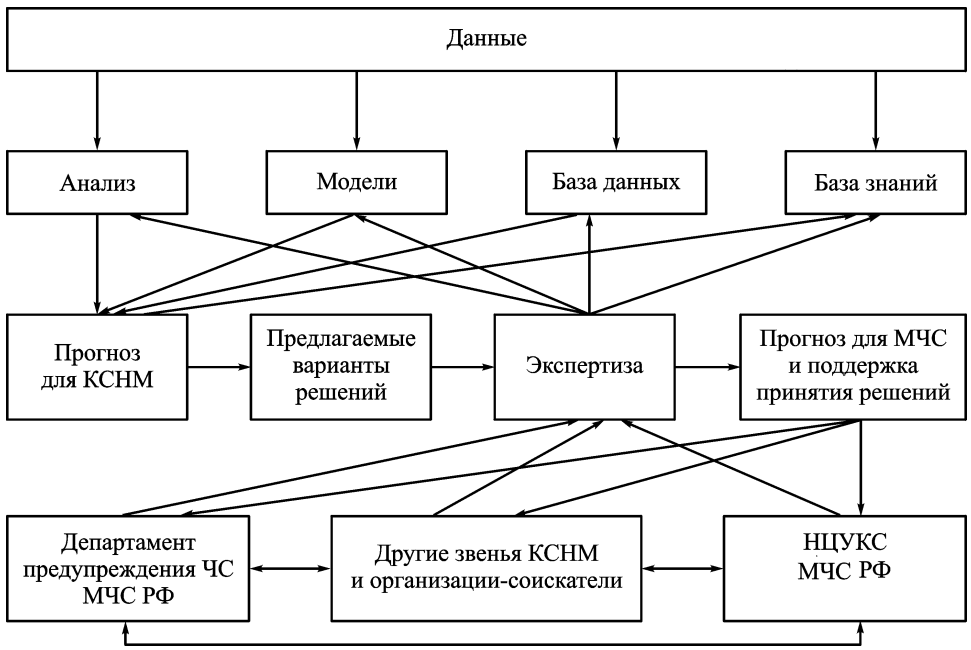 Данные
Анализ
Модели
База данных
База знаний
Прогноз
для КСНМ
Предлагаемые
варианты
решений
Экспертиза
Прогноз для МЧС
и поддержка
принятия решений
Департамент
предупреждения ЧС
МЧС РФ
Другие звенья КСНМ
и организации-соискатели
НЦУКС
МЧС РФ